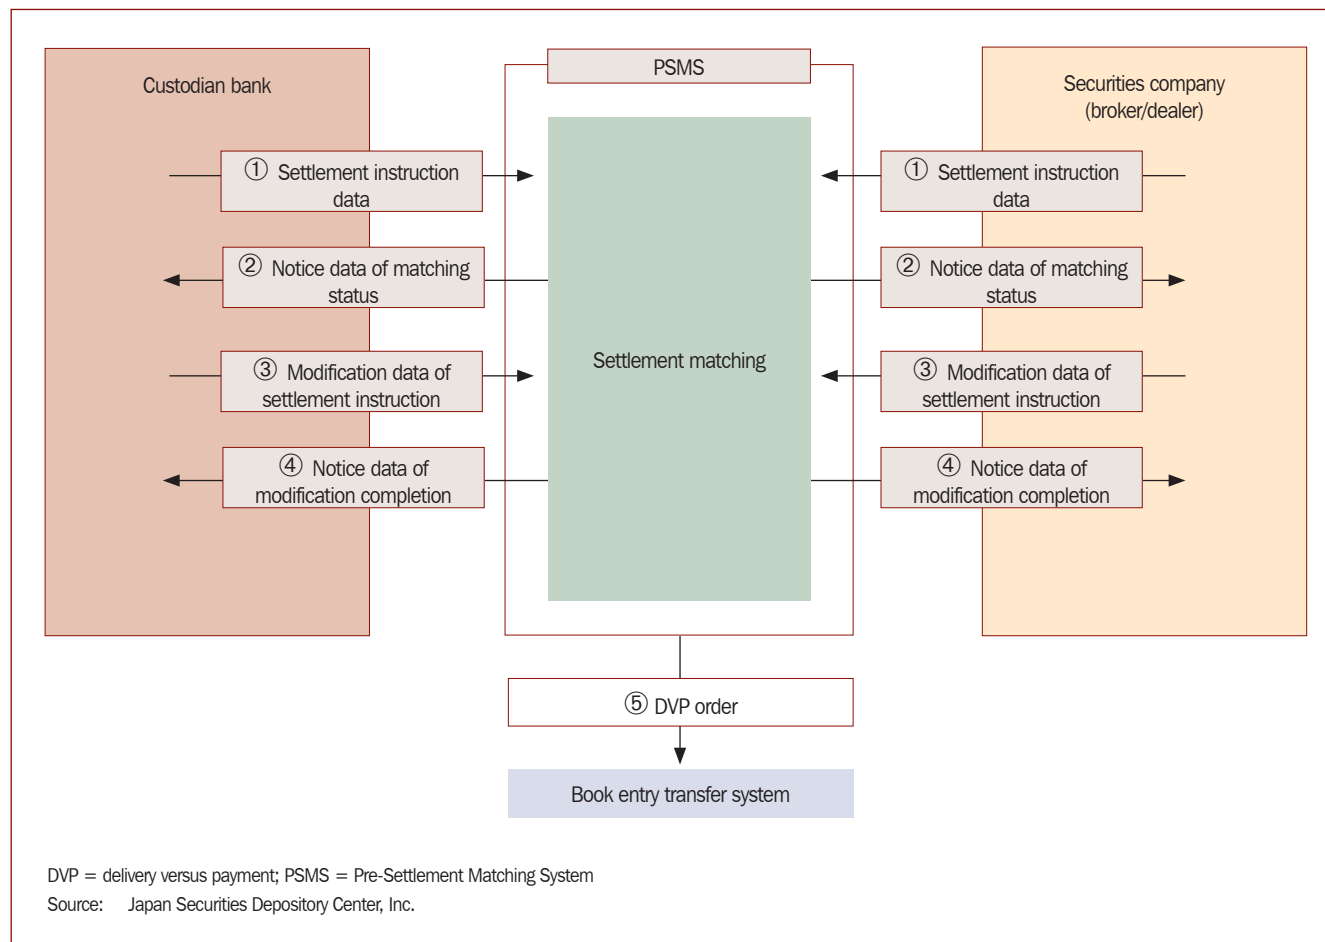 PSMS
Custodian bank
Securities company
(broker/dealer)
① Settlement instruction
data
① Settlement instruction
data
② Notice data of matching
status
② Notice data of matching
status
Settlement matching
③ Modification data of
settlement instruction
③ Modification data of
settlement instruction
④ Notice data of
modification completion
④ Notice data of
modification completion
⑤ DVP order
Book entry transfer system
DVP = delivery versus payment; PSMS = Pre-Settlement Matching System
Source: Japan Securities Depository Center, Inc.